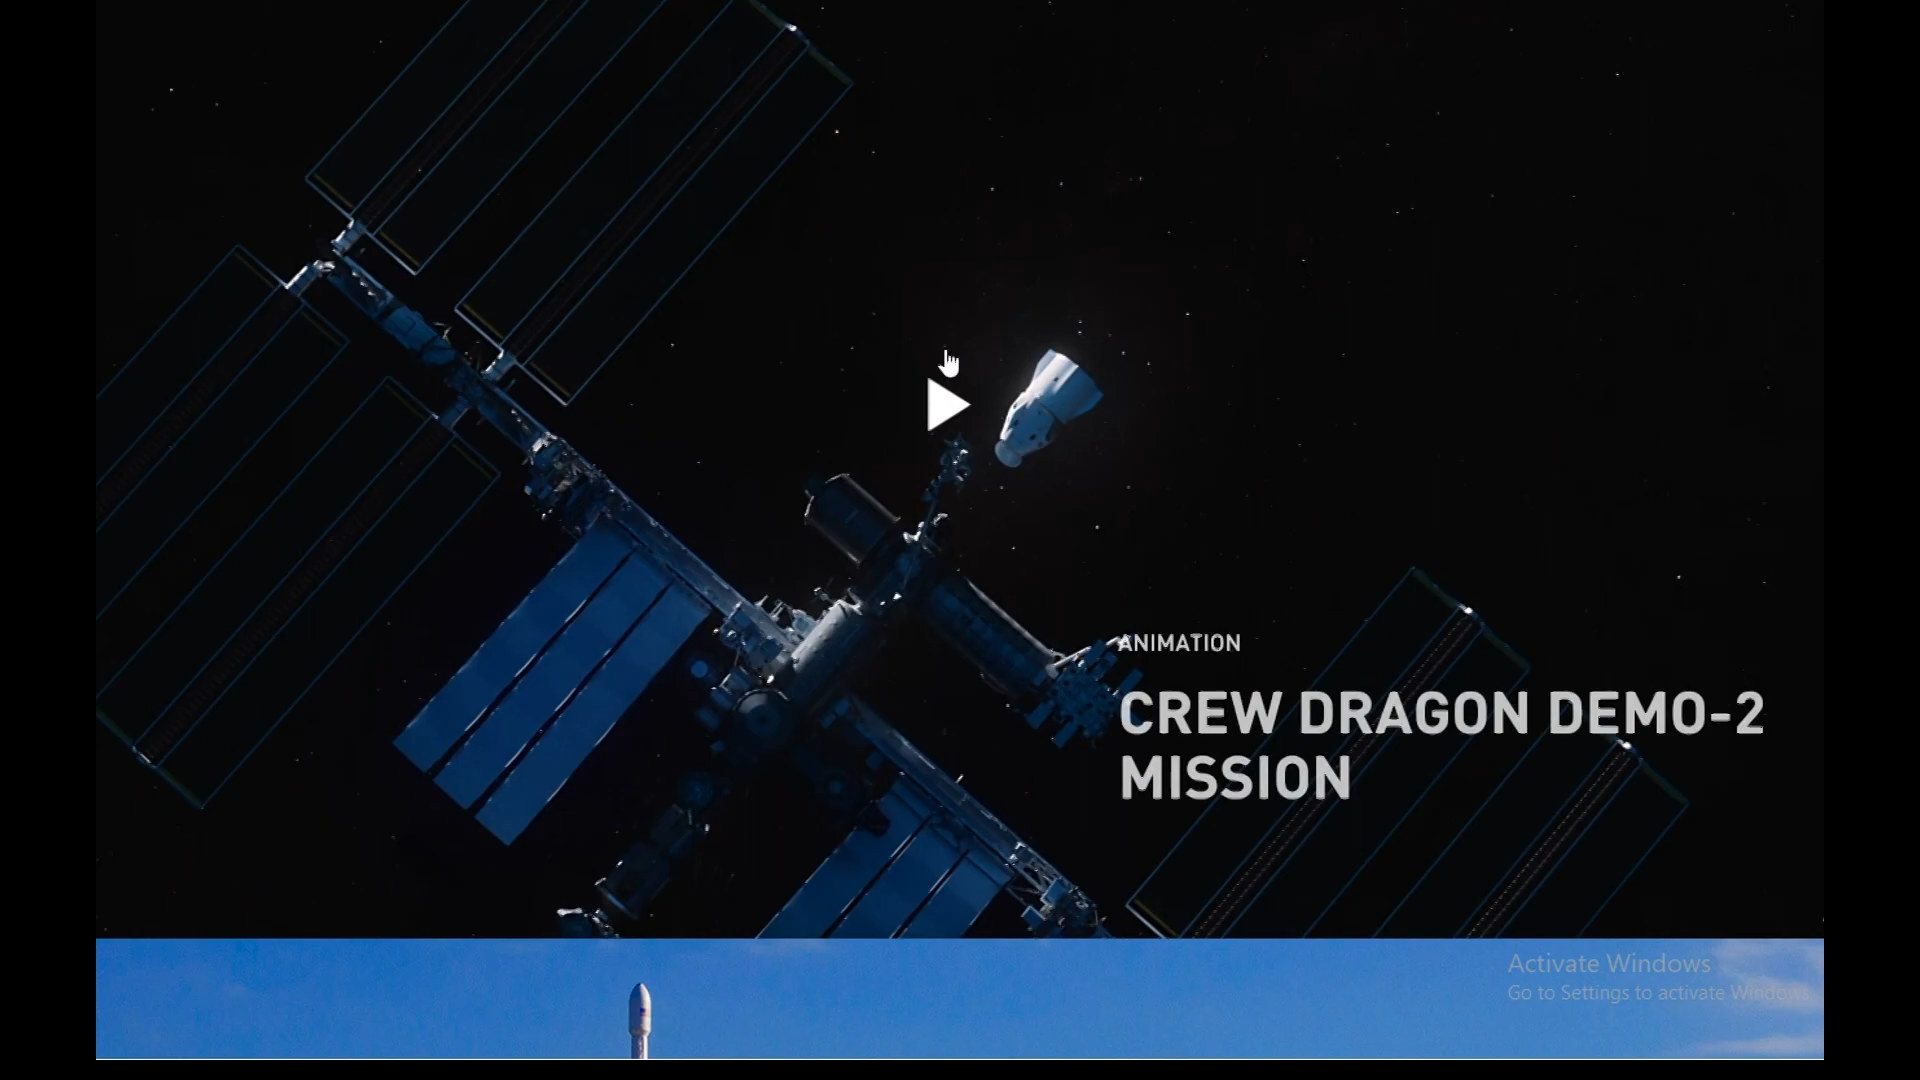 ANIMATION
CREW DRAGON DEMO-2
MISSION
Activate Windows
Go to Settings to activate Windows.